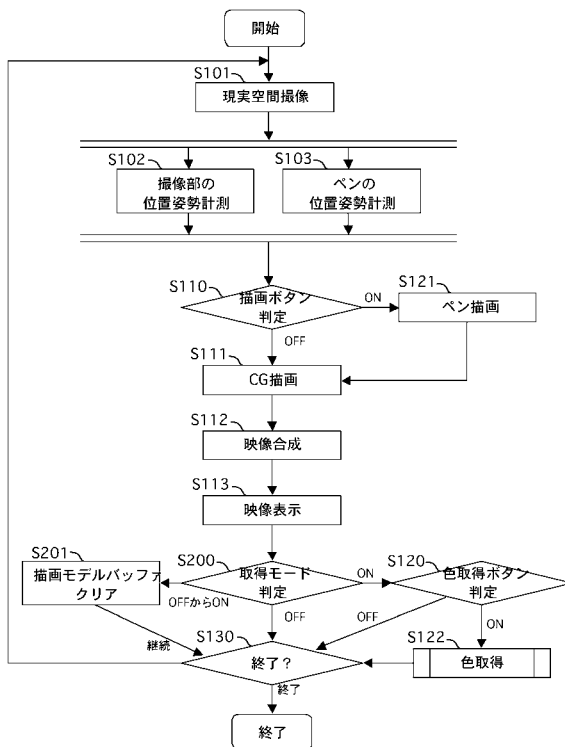 開始
S101
現実空間撮像
S102
撮像部の
位置姿勢計測
S103
ペンの
位置姿勢計測
S110
描画ボタン
判定
ON
S121
ペン描画
OFF
S111
CG描画
S112
映像合成
S113
映像表示
S201
描画モデルバッファ
クリア
S200
取得モード
判定
ON
S120
色取得ボタン
判定
OFFからON
OFF
OFF
ON
継続
S130
終了?
S122
色取得
終了
終了